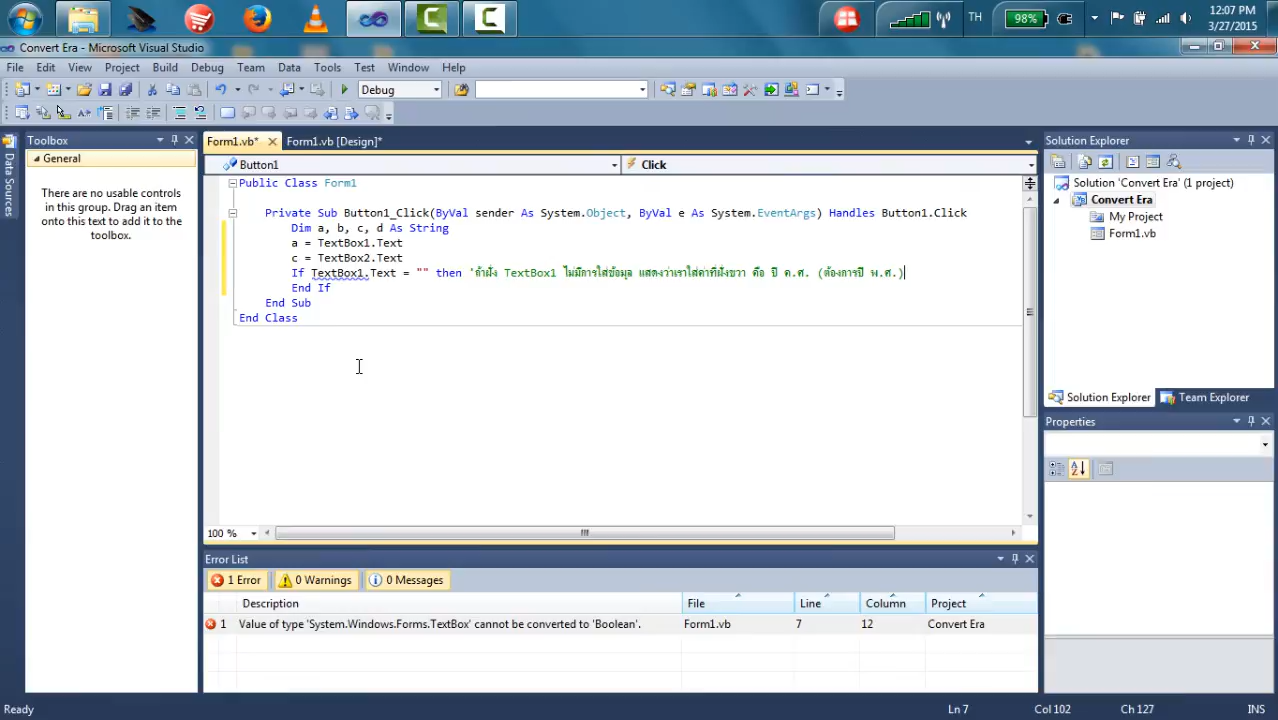 TH
98%
12:07 PM
3/27/2015
Convert Era - Microsoft Visual Studio
File Edit View Project Build Debug Team Data Tools Test Window Help
Debug
Toolbox
Form1.vb* Form1.vb [Design]*
Solution Explorer
General
Button1 Click
There are no usable controls
in this group. Drag an item
onto this text to add it to the
toolbox.
Data Sources
Public Class Form1
Private Sub Button1_Click(ByVal sender As System.Object, ByVal e As System.EventArgs) Handles Button1.Click
Dim a, b, c, d As String
a = TextBox1.Text
c = TextBox2.Text
If TextBox1.Text = "" then 'ถ้าฝั่ง TextBox1 ไม่มีการใส่ข้อมูล แสดงว่าเราใส่ค่าที่ฝั่งขวา คือ ปี ค.ศ. (ต้องการปี พ.ศ.)
End If
End Sub
End Class
Solution 'Convert Era' (1 project)
Convert Era
My Project
Form1.vb
Solution Explorer Team Explorer
Properties
100 %
Error List
1 Error 0 Warnings 0 Messages
Description File Line Column Project
1 Value of type 'System.Windows.Forms.TextBox' cannot be converted to 'Boolean'. Form1.vb 7 12 Convert Era
Ready Ln 7 Col 102 Ch 127 INS